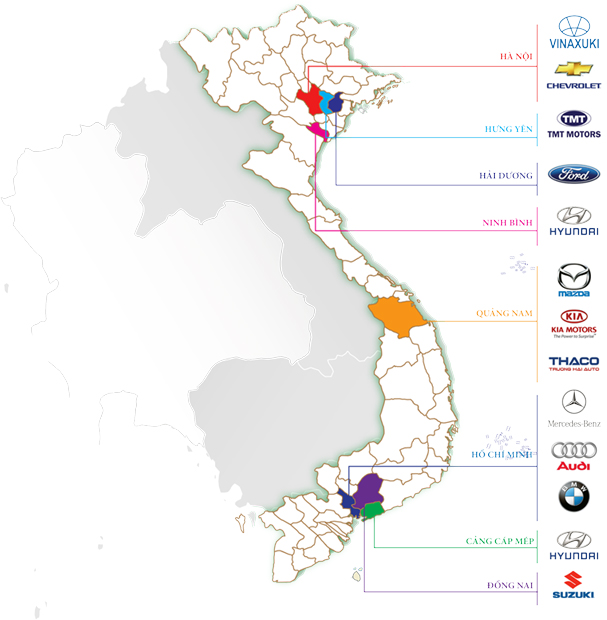 VINAXUKI
HÀ NỘI
CHEVROLET
TMT
HƯNG YÊN
TMT MOTORS
HẢI DƯƠNG
Ford
NINH BÌNH
HYUNDAI
mazda
QUẢNG NAM
KIA
KIA MOTORS
The Power to Surprise™
THACO
TRUONG HAI AUTO
Mercedes-Benz
HỒ CHÍ MINH
Audi
BMW
CẢNG CÁP MÉP
HYUNDAI
ĐỒNG NAI
SUZUKI